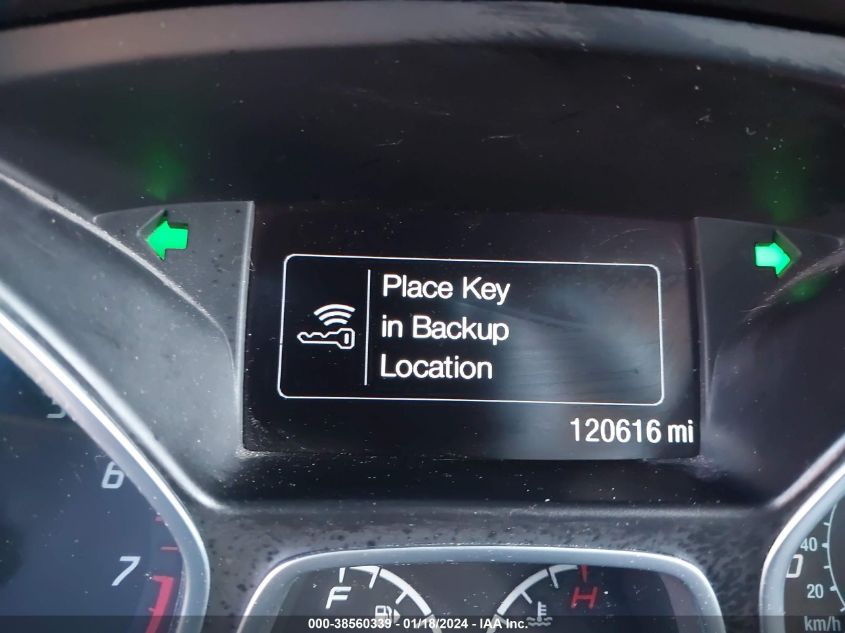 Place Key
in Backup
Location
120616 mi
6
7
F
H
40
20
0
km/h
000-38560339 - 01/18/2024 - IAA Inc.